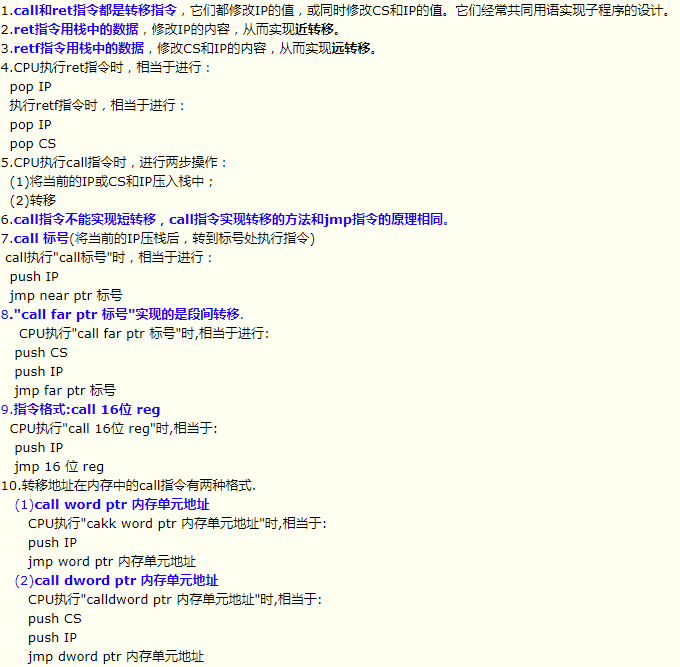 1.call和ret指令都是转移指令，它们都修改IP的值，或同时修改CS和IP的值。它们经常共同用语实现子程序的设计。
2.ret指令用栈中的数据，修改IP的内容，从而实现近转移。
3.retf指令用栈中的数据，修改CS和IP的内容，从而实现远转移。
4.CPU执行ret指令时，相当于进行：
pop IP
执行retf指令时，相当于进行：
pop IP
pop CS
5.CPU执行call指令时，进行两步操作：
(1)将当前的IP或CS和IP压入栈中；
(2)转移
6.call指令不能实现短转移，call指令实现转移的方法和jmp指令的原理相同。
7.call 标号(将当前的IP压栈后，转到标号处执行指令)
call执行"call标号"时，相当于进行：
push IP
jmp near ptr 标号
8."call far ptr 标号"实现的是段间转移.
CPU执行"call far ptr 标号"时,相当于进行:
push CS
push IP
jmp far ptr 标号
9.指令格式:call 16位 reg
CPU执行"call 16位 reg"时,相当于:
push IP
jmp 16 位 reg
10.转移地址在内存中的call指令有两种格式.
(1)call word ptr 内存单元地址
CPU执行"cakk word ptr 内存单元地址"时,相当于:
push IP
jmp word ptr 内存单元地址
(2)call dword ptr 内存单元地址
CPU执行"calldword ptr 内存单元地址"时,相当于:
push CS
push IP
jmp dword ptr 内存单元地址